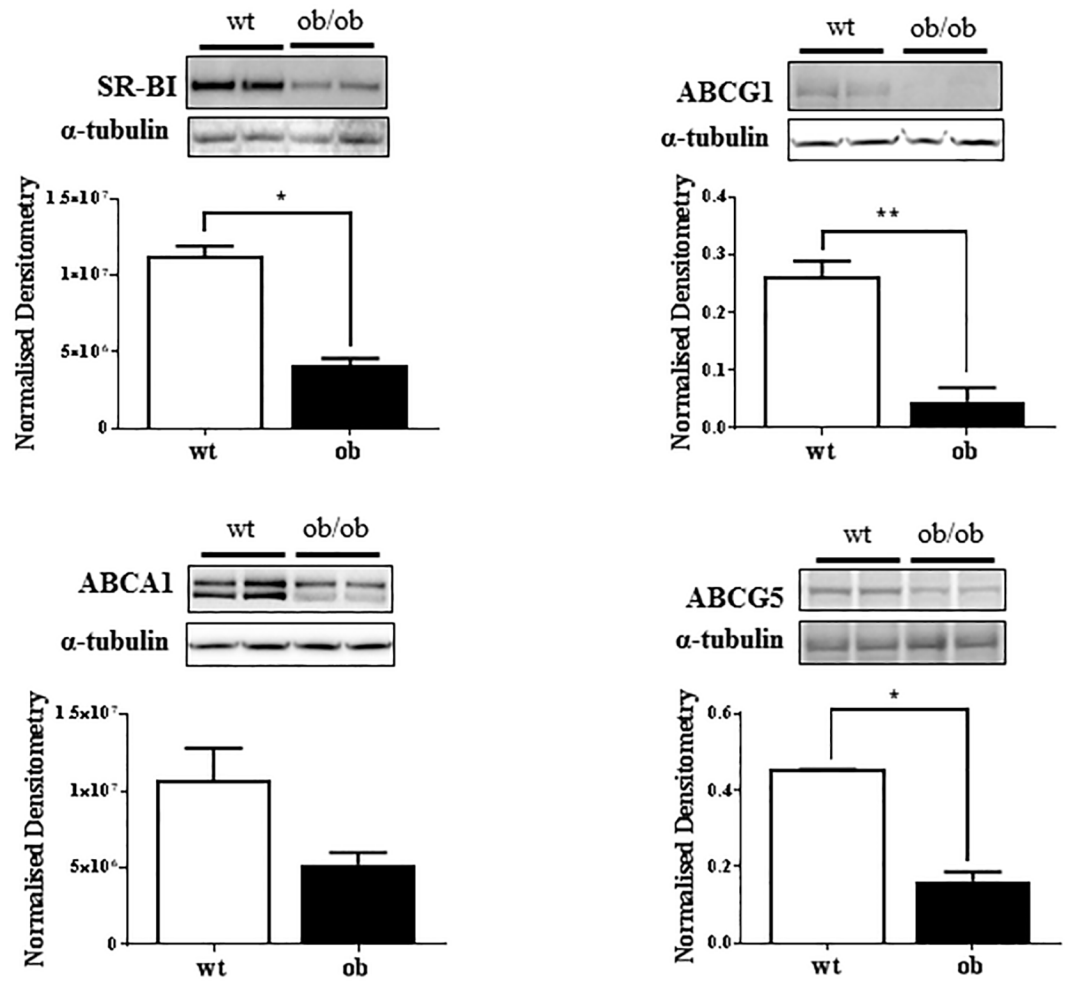 wt ob/ob
SR-BI
α-tubulin
Normalised Densitometry
1.5×10⁷
1×10⁷
5×10⁶
0
*
wt ob
wt ob/ob
ABCG1
α-tubulin
Normalised Densitometry
0.4
0.3
0.2
0.1
0.0
**
wt ob
wt ob/ob
ABCA1
α-tubulin
Normalised Densitometry
1.5×10⁷
1×10⁷
5×10⁶
0
wt ob
wt ob/ob
ABCG5
α-tubulin
Normalised Densitometry
0.6
0.4
0.2
0.0
*
wt ob